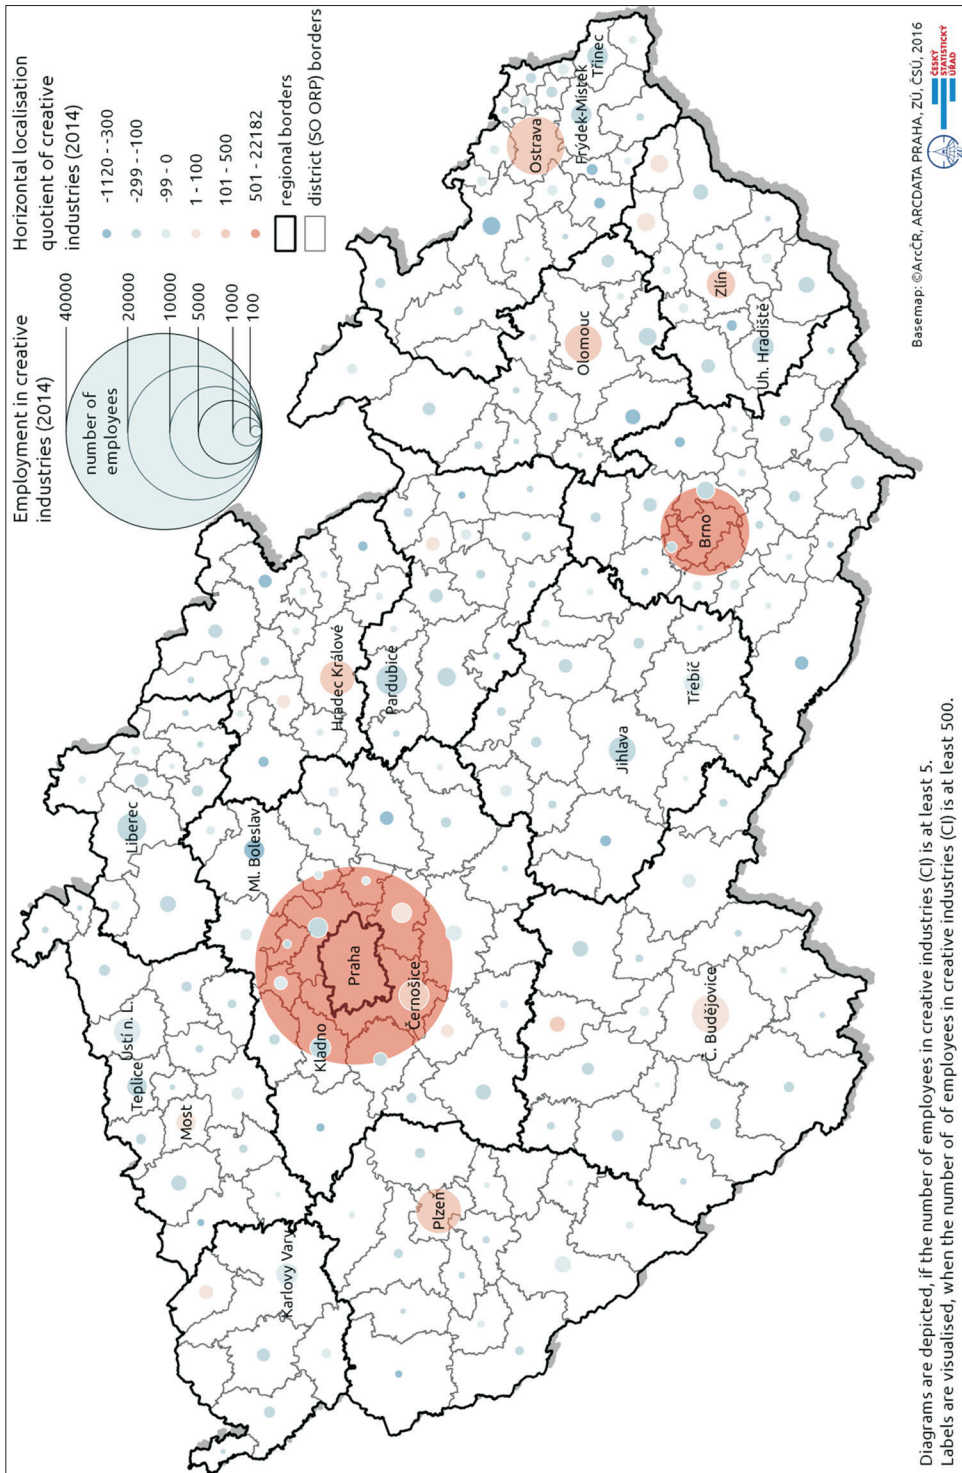 Employment in creative
industries (2014)
number of
employees
40000
20000
10000
5000
1000
100
Horizontal localisation
quotient of creative
industries (2014)
-1120 - -300
-299 - -100
-99 - 0
1 - 100
101 - 500
501 - 22182
regional borders
district (SO ORP) borders
Liberec
Teplice
Ústí n. L.
Most
Karlovy Vary
Ml. Boleslav
Hradec Králové
Pardubice
Kladno
Praha
Černošice
Plzeň
Č. Budějovice
Jihlava
Třebíč
Brno
Olomouc
Ostrava
Frýdek-Místek
Třinec
Zlín
Uh. Hradiště
Diagrams are depicted, if the number of employees in creative industries (CI) is at least 5.
Labels are visualised, when the number of of employees in creative industries (CI) is at least 500.
Basemap: ©ArcČR, ARCDATA PRAHA, ZÚ, ČSÚ, 2016
ZÚ
ČESKÝ
STATISTICKÝ
ÚŘAD